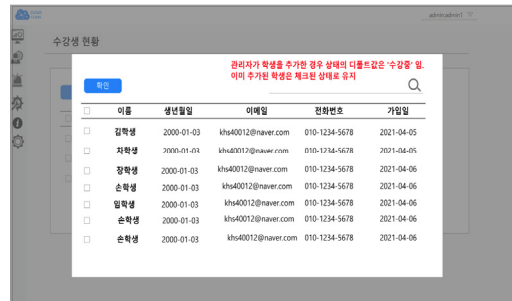 admin(admin1)
수강생 현황
관리자가 학생을 추가한 경우 상태의 디폴트값은 '수강중' 임.
이미 추가된 학생은 체크된 상태로 유지
확인
이름 생년월일 이메일 전화번호 가입일
김학생 2000-01-03 khs40012@naver.com 010-1234-5678 2021-04-05
차학생 2000-01-03 khs40012@naver.com 010-1234-5678 2021-04-05
장학생 2000-01-03 khs40012@naver.com 010-1234-5678 2021-04-06
손학생 2000-01-03 khs40012@naver.com 010-1234-5678 2021-04-06
임학생 2000-01-03 khs40012@naver.com 010-1234-5678 2021-04-06
손학생 2000-01-03 khs40012@naver.com 010-1234-5678 2021-04-06
손학생 2000-01-03 khs40012@naver.com 010-1234-5678 2021-04-06